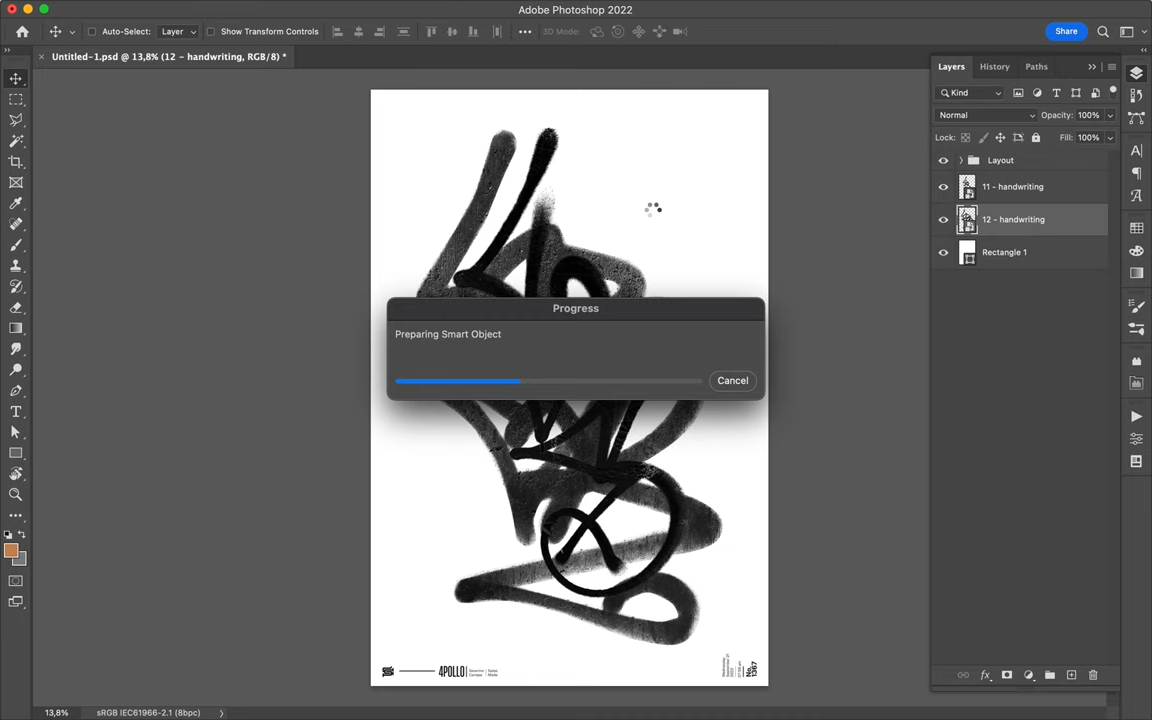 Adobe Photoshop 2022
Auto-Select:
Layer
Show Transform Controls
3D Mode:
Share
Untitled-1.psd @ 13,8% (12 - handwriting, RGB/8) *
Layers
History
Paths
Kind
Normal
Opacity: 100%
Lock:
Fill: 100%
Layout
11 - handwriting
12 - handwriting
Rectangle 1
Progress
Preparing Smart Object
Cancel
4POLLO
No. 1367
13,8%
sRGB IEC61966-2.1 (8bpc)